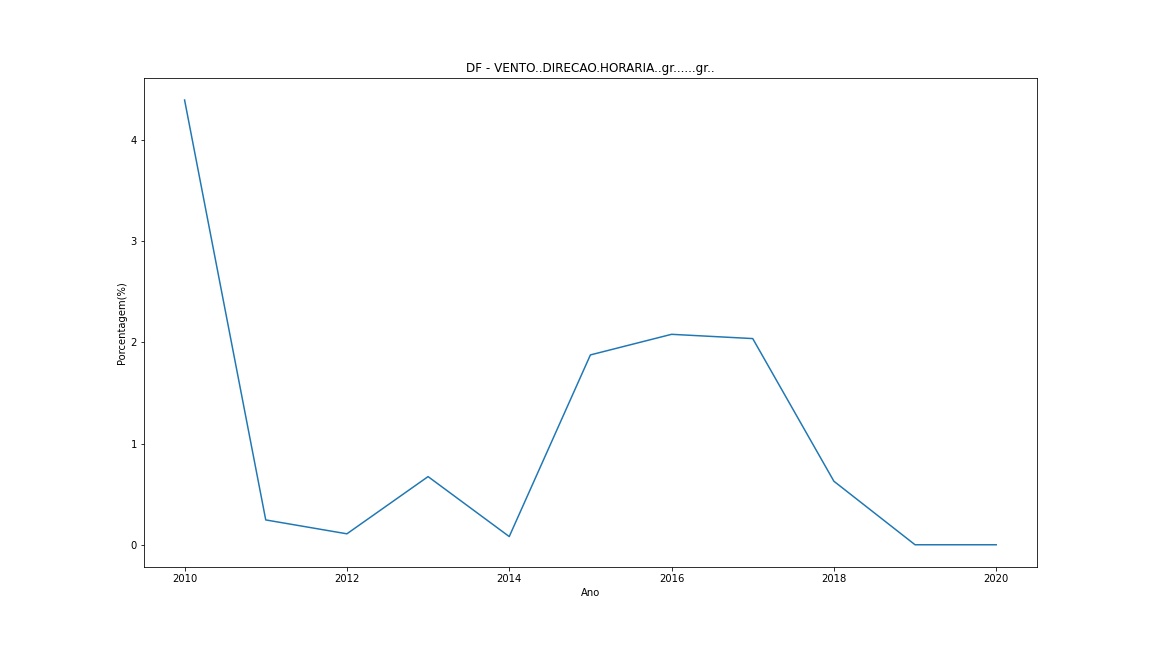 DF - VENTO..DIRECAO.HORARIA..gr......gr..
Porcentagem(%)
4
3
2
1
0
2010 2012 2014 2016 2018 2020
Ano